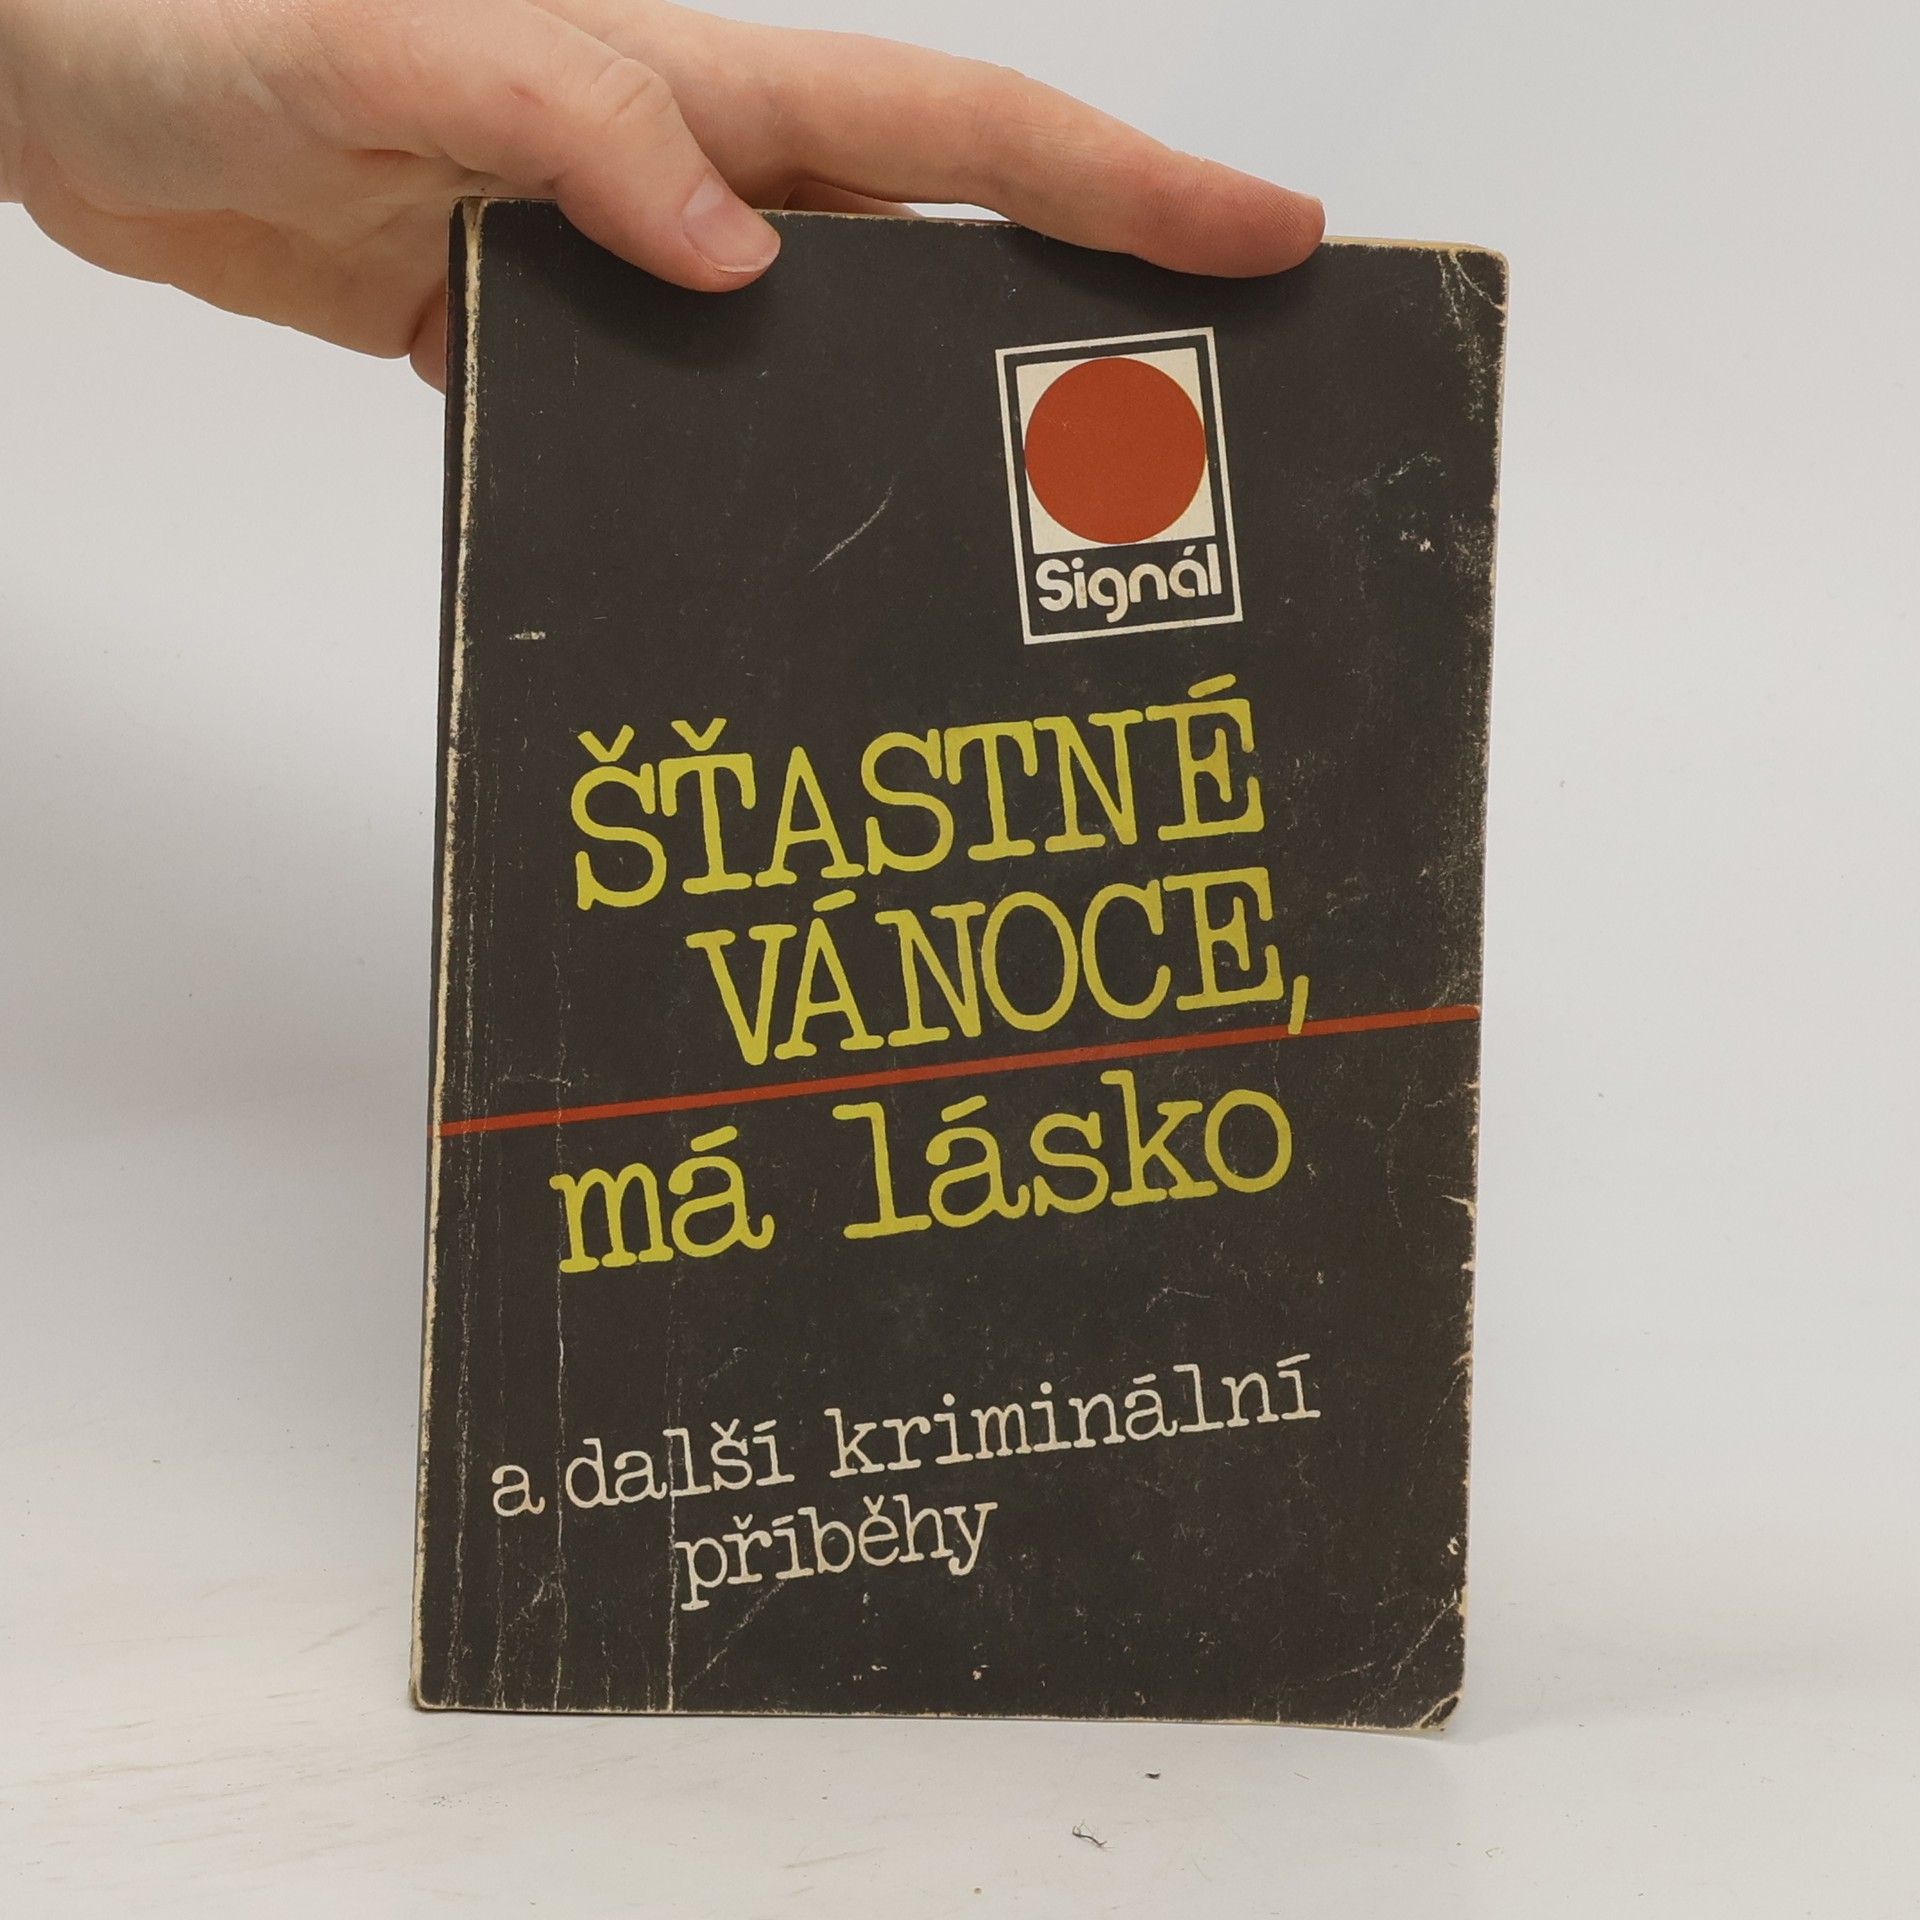 Signál
ŠŤASTNÉ
VÁNOCE,
má lásko
a další kriminální
příběhy